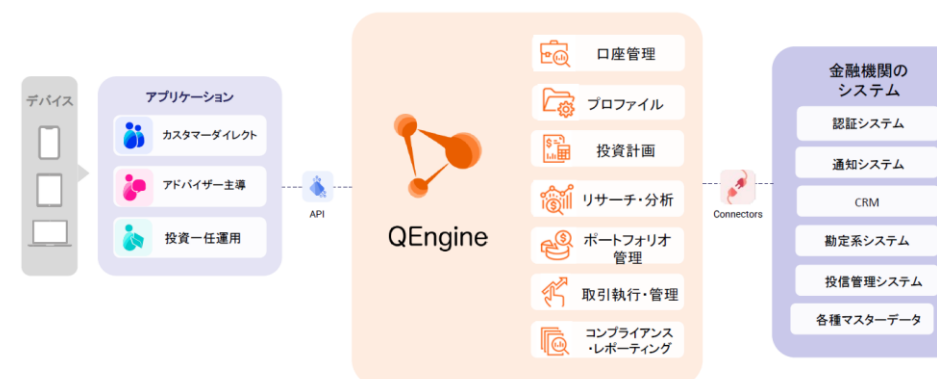 デバイス
アプリケーション
カスタマーダイレクト
アドバイザー主導
投資一任運用
API
QEngine
口座管理
プロファイル
投資計画
リサーチ・分析
ポートフォリオ
管理
取引執行・管理
コンプライアンス
・レポーティング
Connectors
金融機関の
システム
認証システム
通知システム
CRM
勘定系システム
投信管理システム
各種マスターデータ